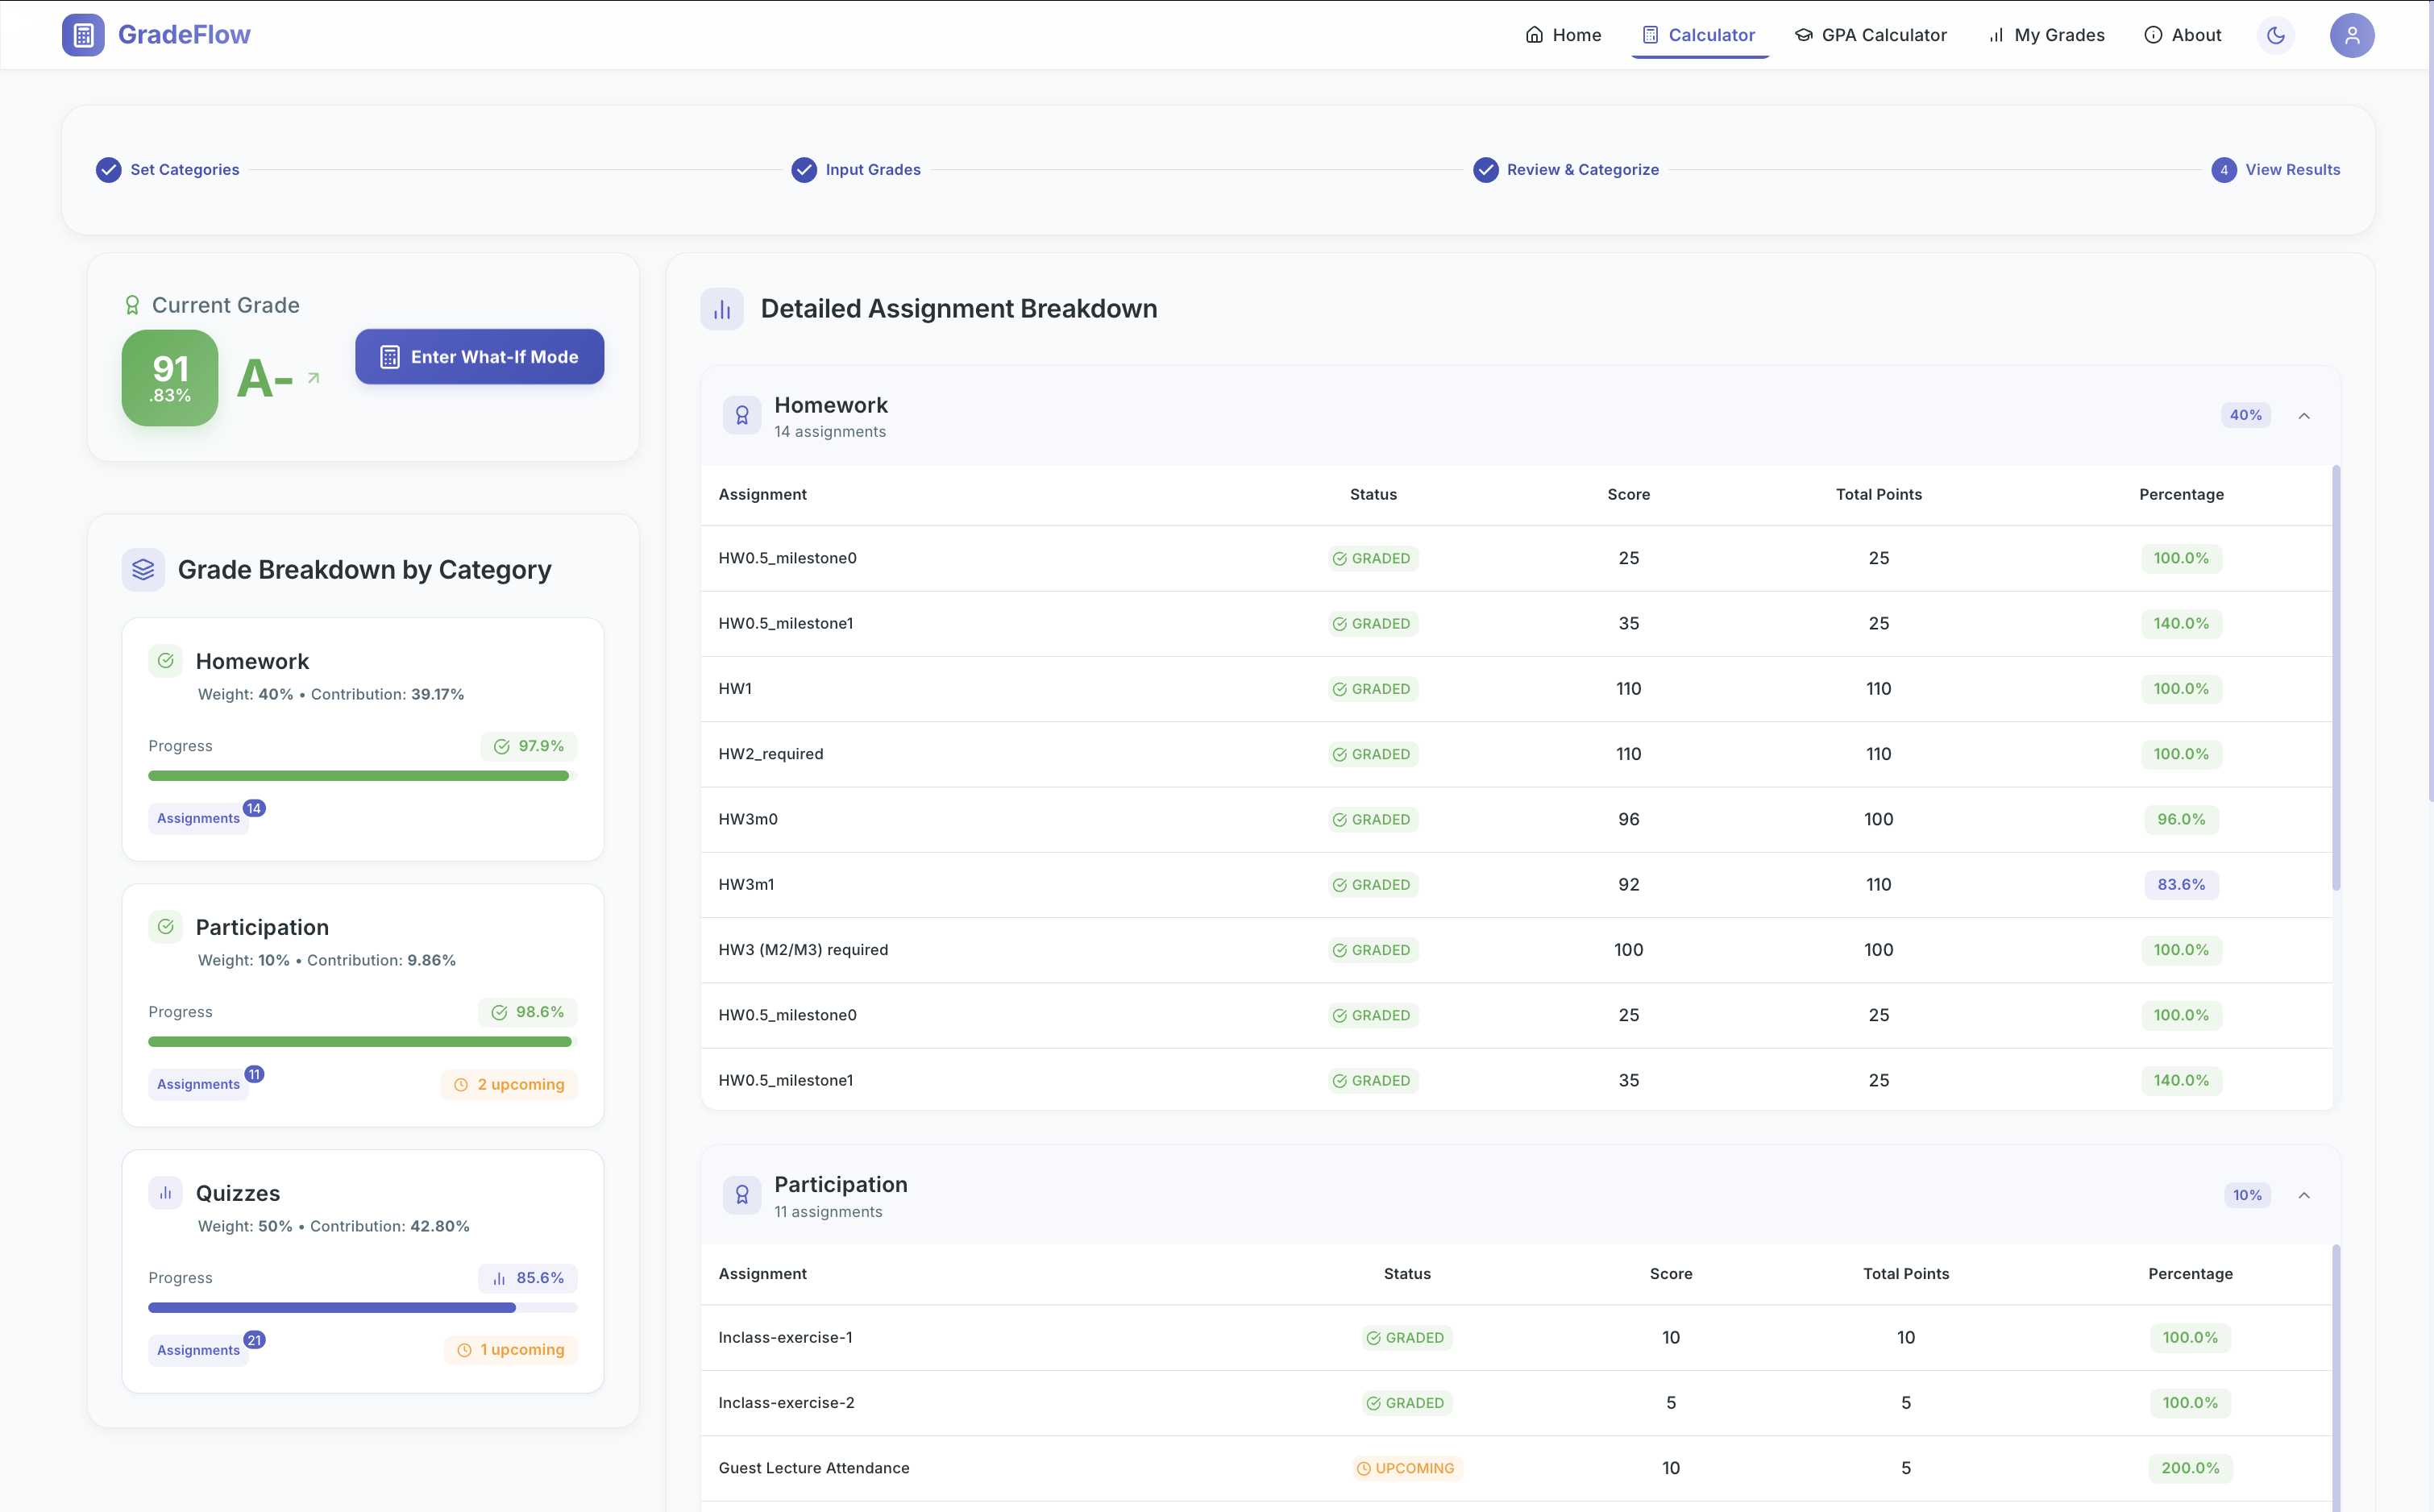 GradeFlow
Home
Calculator
GPA Calculator
My Grades
About
Set Categories
Input Grades
Review & Categorize
4 View Results
Current Grade
91
.83%
A-
Enter What-If Mode
Grade Breakdown by Category
Homework
Weight: 40% • Contribution: 39.17%
Progress 97.9%
Assignments 14
Participation
Weight: 10% • Contribution: 9.86%
Progress 98.6%
Assignments 11 2 upcoming
Quizzes
Weight: 50% • Contribution: 42.80%
Progress 85.6%
Assignments 21 1 upcoming
Detailed Assignment Breakdown
Homework
14 assignments
40%
Assignment Status Score Total Points Percentage
HW0.5_milestone0 GRADED 25 25 100.0%
HW0.5_milestone1 GRADED 35 25 140.0%
HW1 GRADED 110 110 100.0%
HW2_required GRADED 110 110 100.0%
HW3m0 GRADED 96 100 96.0%
HW3m1 GRADED 92 110 83.6%
HW3 (M2/M3) required GRADED 100 100 100.0%
HW0.5_milestone0 GRADED 25 25 100.0%
HW0.5_milestone1 GRADED 35 25 140.0%
Participation
11 assignments
10%
Assignment Status Score Total Points Percentage
Inclass-exercise-1 GRADED 10 10 100.0%
Inclass-exercise-2 GRADED 5 5 100.0%
Guest Lecture Attendance UPCOMING 10 5 200.0%